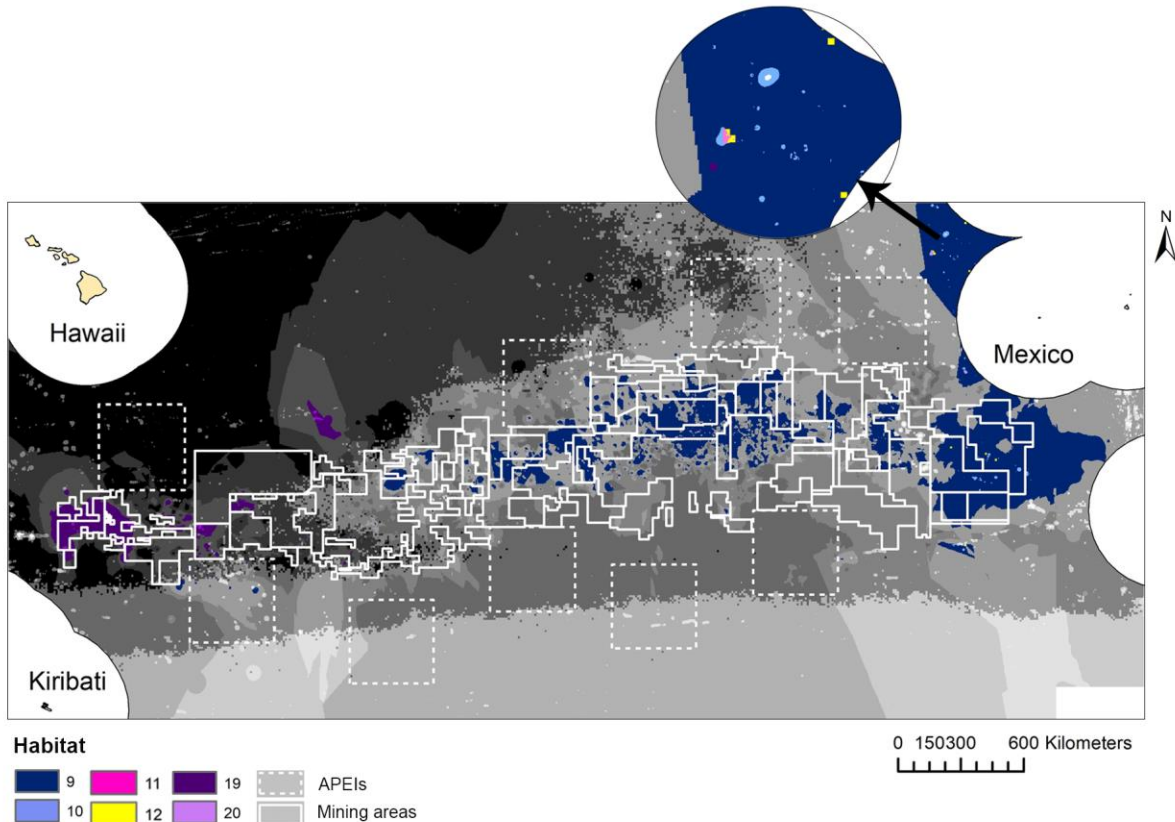 N
Hawaii
Mexico
Kiribati
Habitat
0 150300 600 Kilometers
9 11 19 APEIs
10 12 20 Mining areas